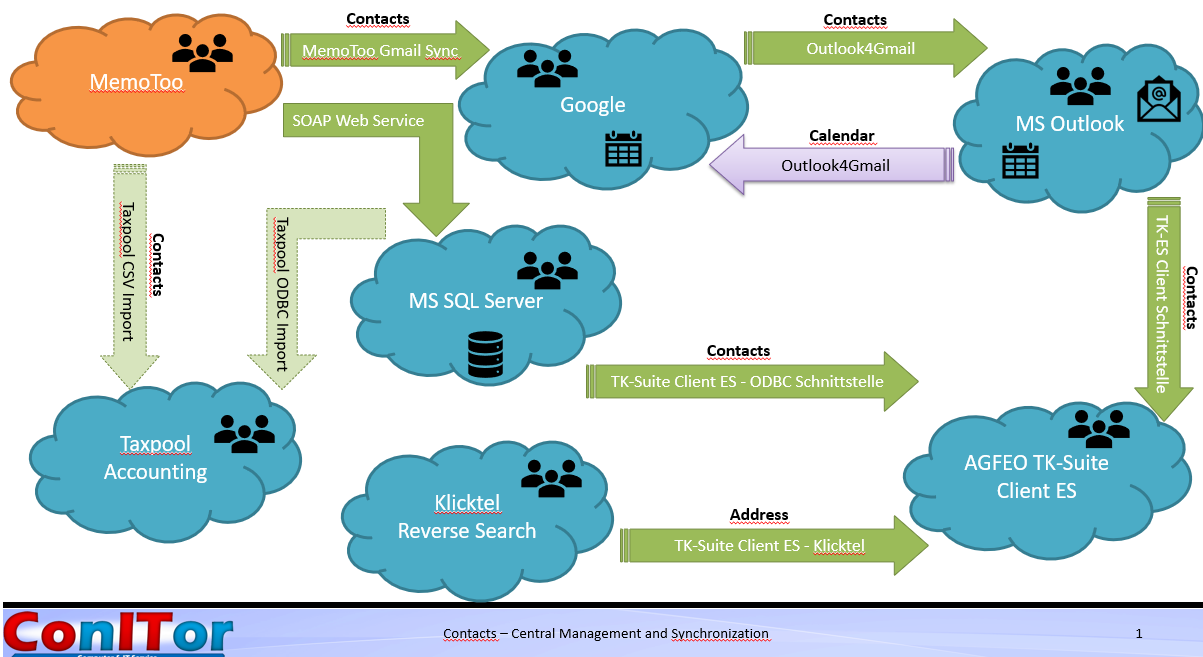 Contacts
Contacts
MemoToo
MemoToo Gmail Sync
Outlook4Gmail
Google
MS Outlook
SOAP Web Service
Calendar
Outlook4Gmail
Contacts
Taxpool CSV Import
Taxpool ODBC Import
TK-ES Client Schnittstelle
Contacts
MS SQL Server
Contacts
TK-Suite Client ES - ODBC Schnittstelle
Taxpool
Accounting
AGFEO TK-Suite
Client ES
Klicktel
Reverse Search
Address
TK-Suite Client ES - Klicktel
ConITor
Contacts – Central Management and Synchronization
1